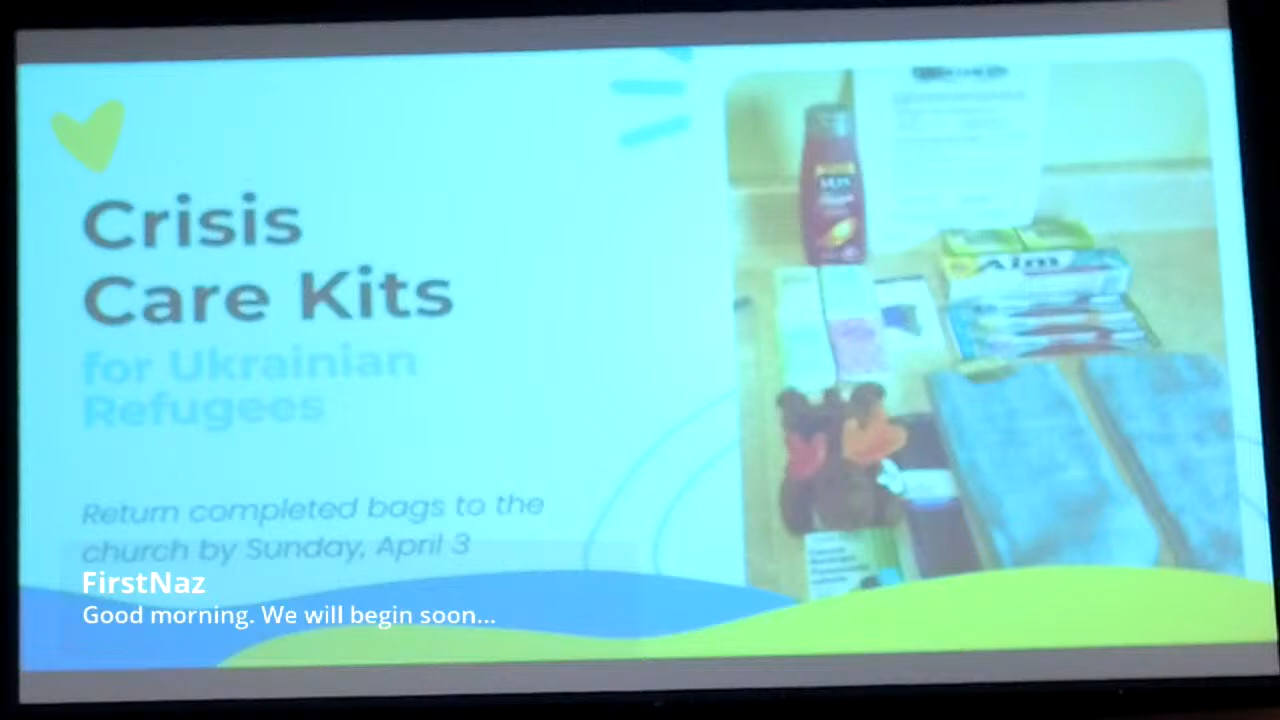 Crisis
Care Kits
for Ukrainian
Refugees
Return completed bags to the
church by Sunday, April 3
FirstNaz
Good morning. We will begin soon...
Aim